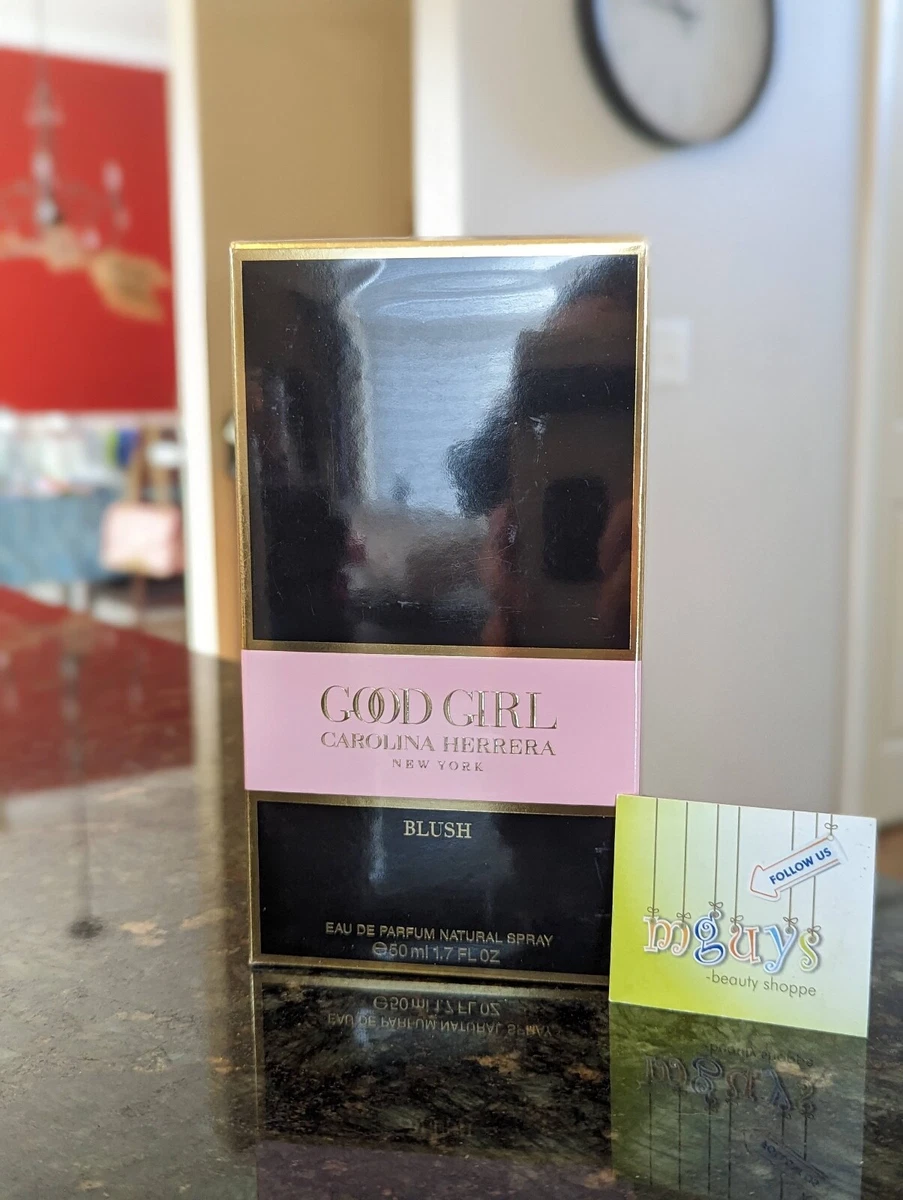 GOOD GIRL
CAROLINA HERRERA
NEW YORK
BLUSH
EAU DE PARFUM NATURAL SPRAY
℮50 ml 1.7 FL OZ
FOLLOW US
mguys
-beauty shoppe